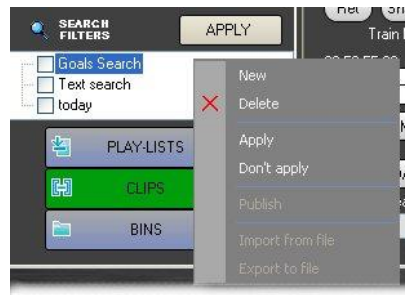 SEARCH
FILTERS
APPLY
Ret
Train
Goals Search
Text search
today
New
Delete
Apply
Don't apply
Publish
Import from file
Export to file
PLAY-LISTS
CLIPS
BINS